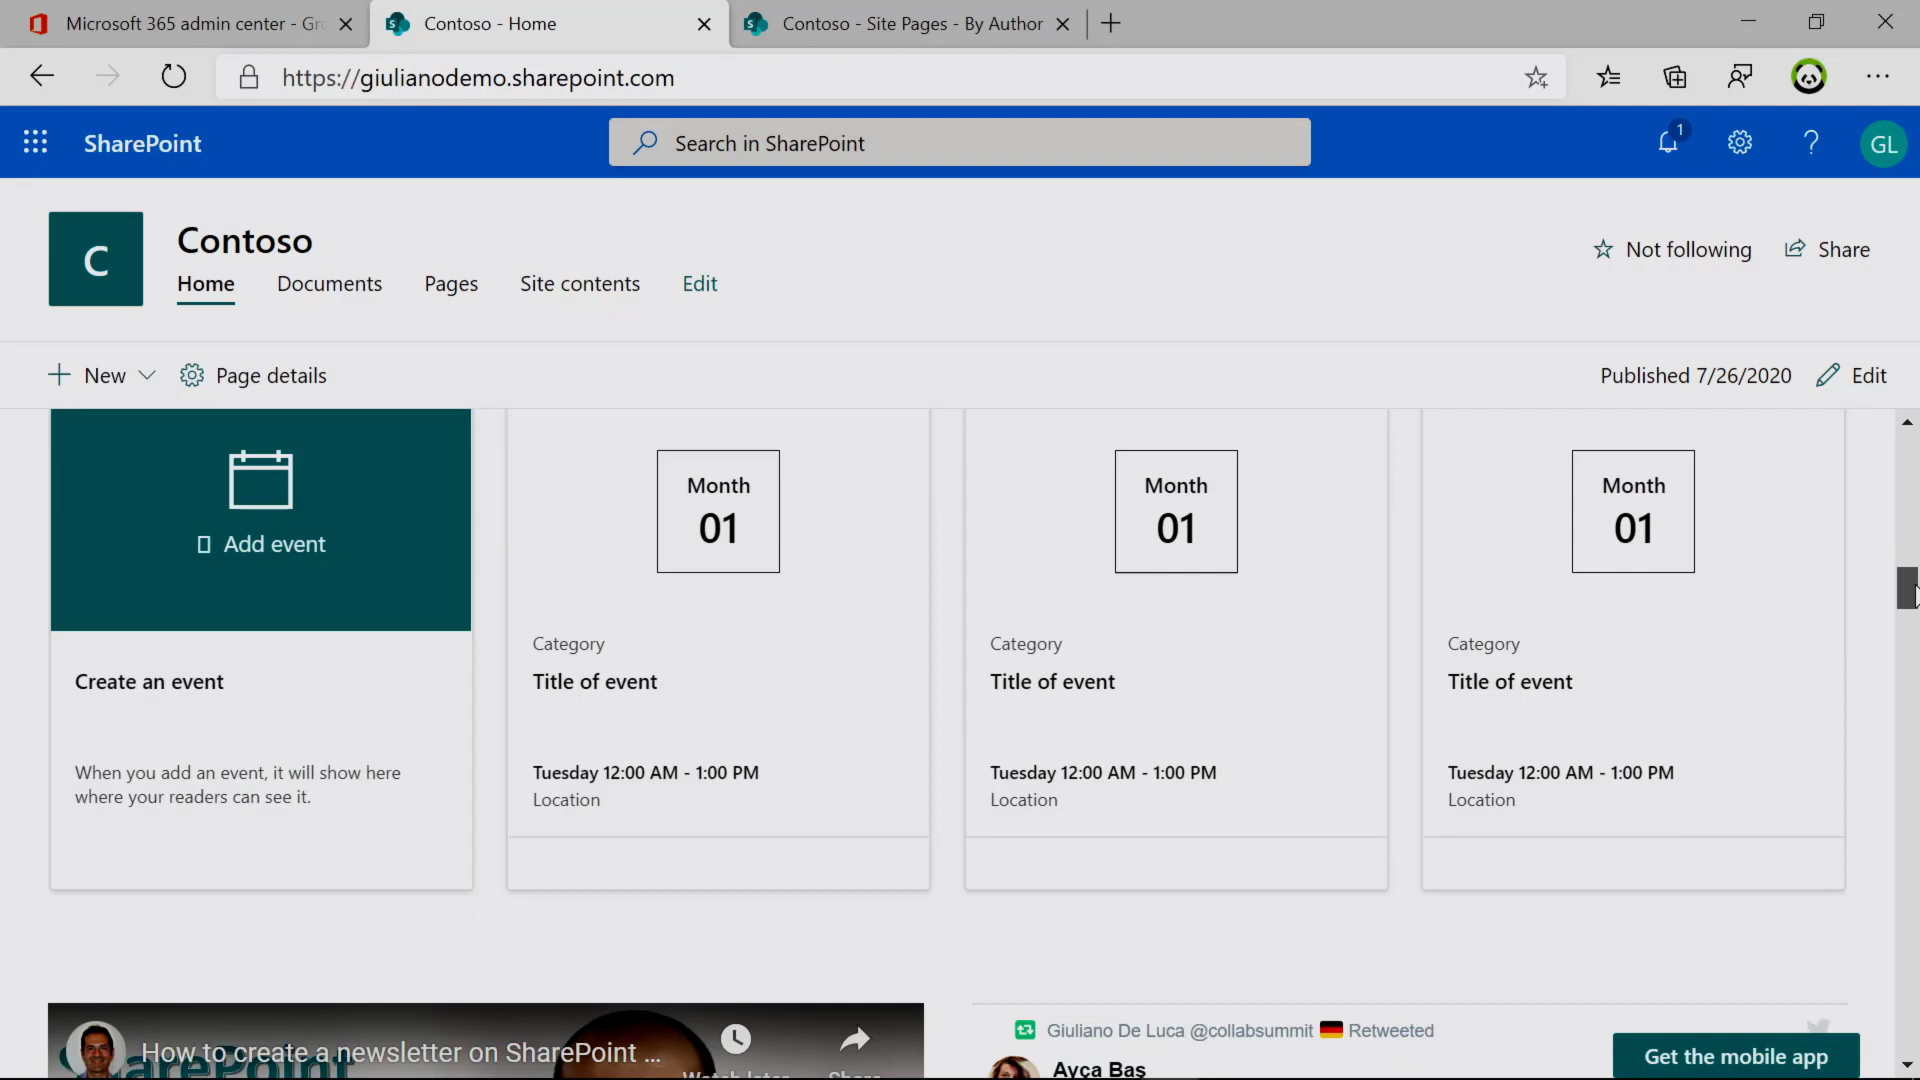 Microsoft 365 admin center - Gr
Contoso - Home
Contoso - Site Pages - By Author
https://giulianodemo.sharepoint.com
SharePoint
Search in SharePoint
1
GL
C
Contoso
Not following
Share
Home
Documents
Pages
Site contents
Edit
New
Page details
Published 7/26/2020
Edit
Add event
Create an event
When you add an event, it will show here
where your readers can see it.
Month
01
Category
Title of event
Tuesday 12:00 AM - 1:00 PM
Location
Month
01
Category
Title of event
Tuesday 12:00 AM - 1:00 PM
Location
Month
01
Category
Title of event
Tuesday 12:00 AM - 1:00 PM
Location
How to create a newsletter on SharePoint ...
Watch later
Share
Giuliano De Luca @collabsummit Retweeted
Ayça Baş
Get the mobile app